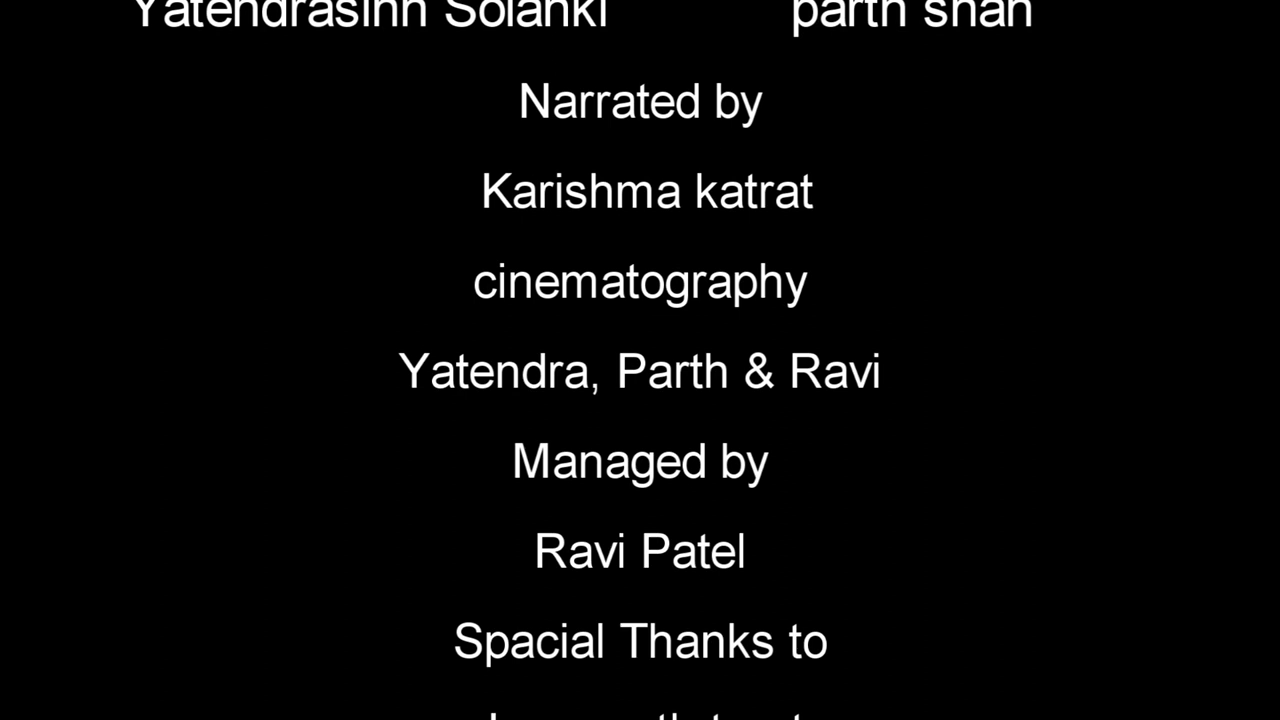 Yatendrasinh Solanki parth shah
Narrated by
Karishma katrat
cinematography
Yatendra, Parth & Ravi
Managed by
Ravi Patel
Spacial Thanks to